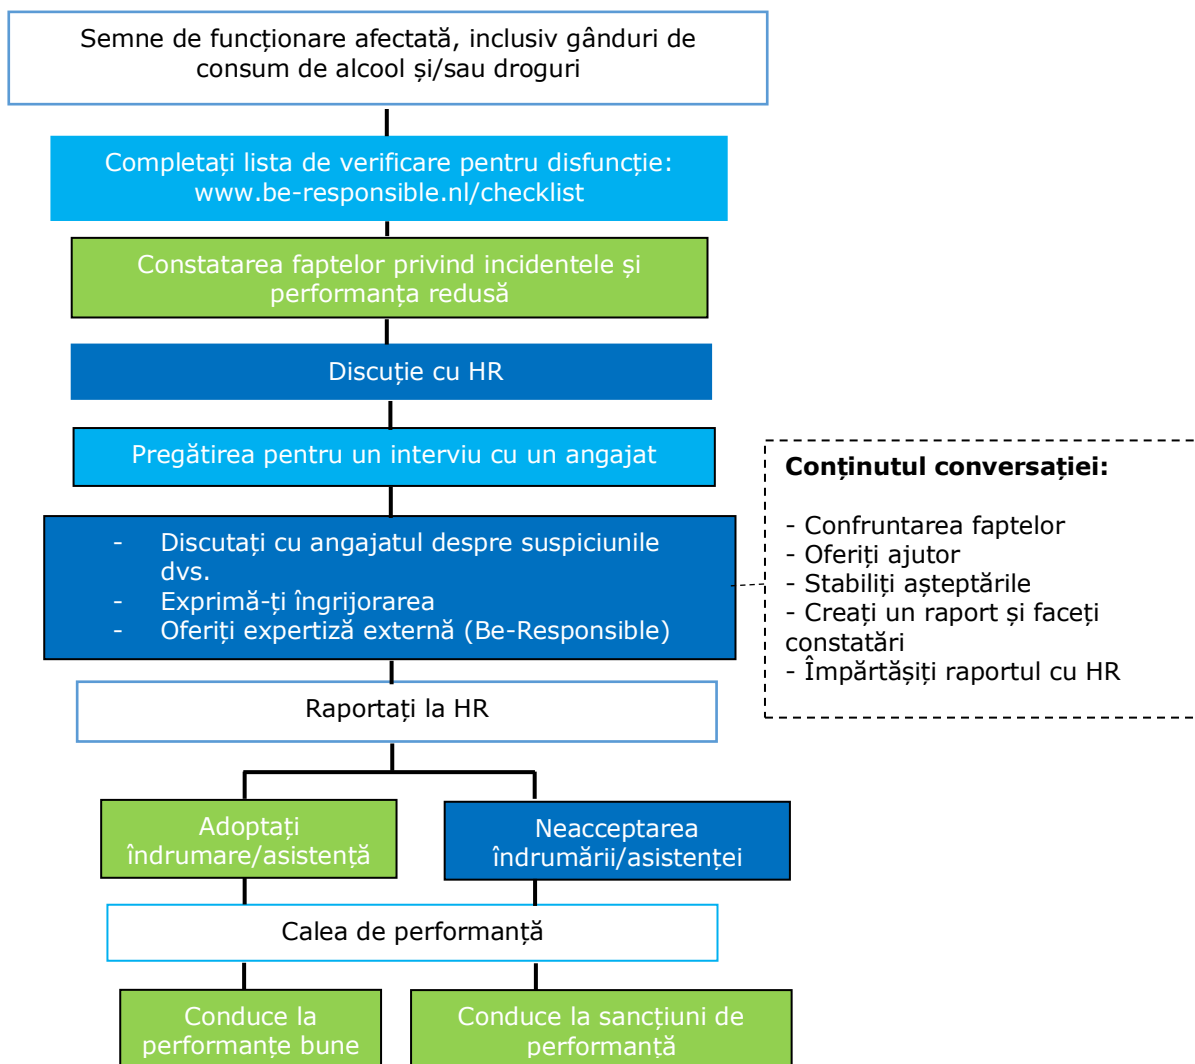 Semne de funcționare afectată, inclusiv gânduri de
consum de alcool și/sau droguri
Completați lista de verificare pentru disfuncție:
www.be-responsible.nl/checklist
Constatarea faptelor privind incidentele și
performanța redusă
Discuție cu HR
Pregătirea pentru un interviu cu un angajat
- Discutați cu angajatul despre suspiciunile
dvs.
- Exprimă-ți îngrijorarea
- Oferiți expertiză externă (Be-Responsible)
Conținutul conversației:
- Confruntarea faptelor
- Oferiți ajutor
- Stabiliți așteptările
- Creați un raport și faceți
constatări
- Împărtășiți raportul cu HR
Raportați la HR
Adoptați
îndrumare/asistență
Neacceptarea
îndrumării/asistenței
Calea de performanță
Conduce la
performanțe bune
Conduce la sancțiuni de
performanță